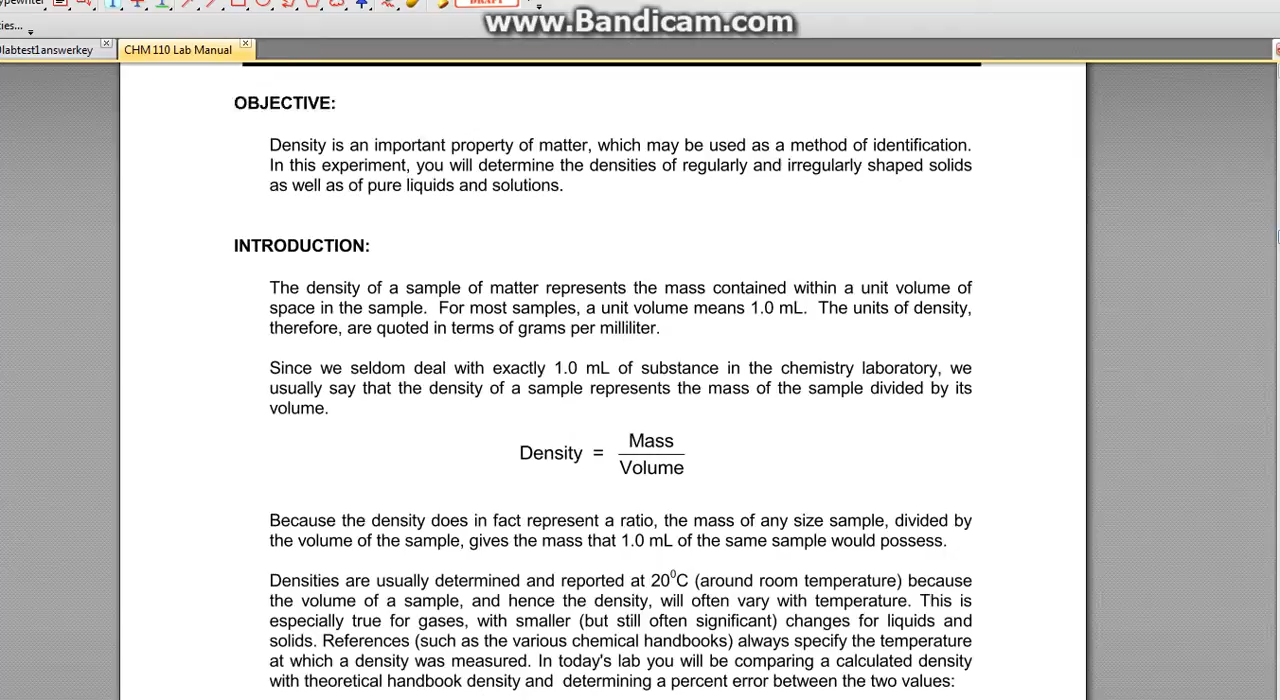 DRAFT
www.Bandicam.com
ties...
labtest1answerkey
CHM 110 Lab Manual
OBJECTIVE:
Density is an important property of matter, which may be used as a method of identification.
In this experiment, you will determine the densities of regularly and irregularly shaped solids
as well as of pure liquids and solutions.
INTRODUCTION:
The density of a sample of matter represents the mass contained within a unit volume of
space in the sample. For most samples, a unit volume means 1.0 mL. The units of density,
therefore, are quoted in terms of grams per milliliter.
Since we seldom deal with exactly 1.0 mL of substance in the chemistry laboratory, we
usually say that the density of a sample represents the mass of the sample divided by its
volume.
Density = Mass
Volume
Because the density does in fact represent a ratio, the mass of any size sample, divided by
the volume of the sample, gives the mass that 1.0 mL of the same sample would possess.
Densities are usually determined and reported at 20⁰C (around room temperature) because
the volume of a sample, and hence the density, will often vary with temperature. This is
especially true for gases, with smaller (but still often significant) changes for liquids and
solids. References (such as the various chemical handbooks) always specify the temperature
at which a density was measured. In today's lab you will be comparing a calculated density
with theoretical handbook density and determining a percent error between the two values: